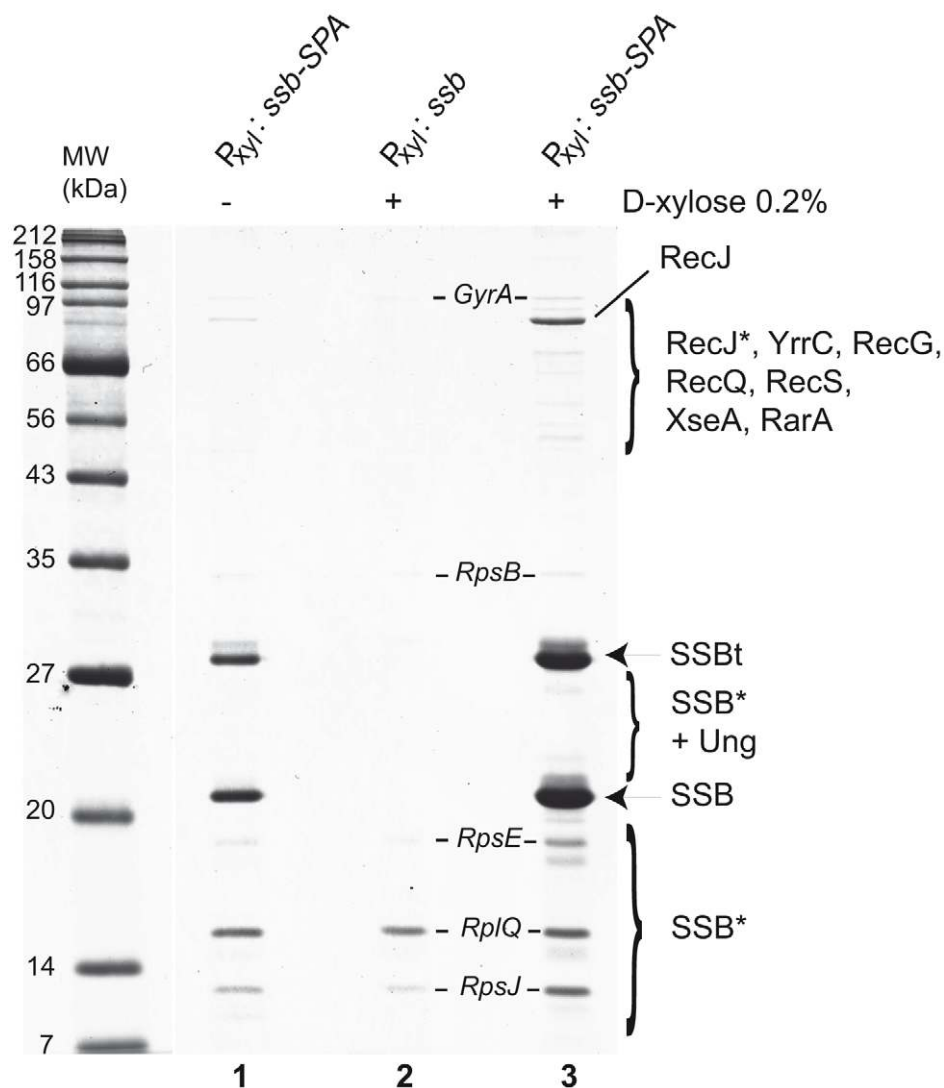 Pxyl: ssb-SPA
Pxyl: ssb
Pxyl: ssb-SPA
MW
(kDa)
- + + D-xylose 0.2%
212
158
116
97
66
56
43
35
27
20
14
7
RecJ
– GyrA –
RecJ*, YrrC, RecG,
RecQ, RecS,
XseA, RarA
– RpsB –
SSBt
SSB*
+ Ung
SSB
– RpsE –
– RplQ –
SSB*
– RpsJ –
1 2 3